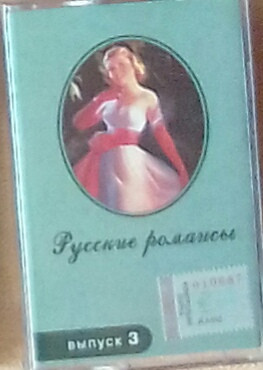 Русские романсы
выпуск 3